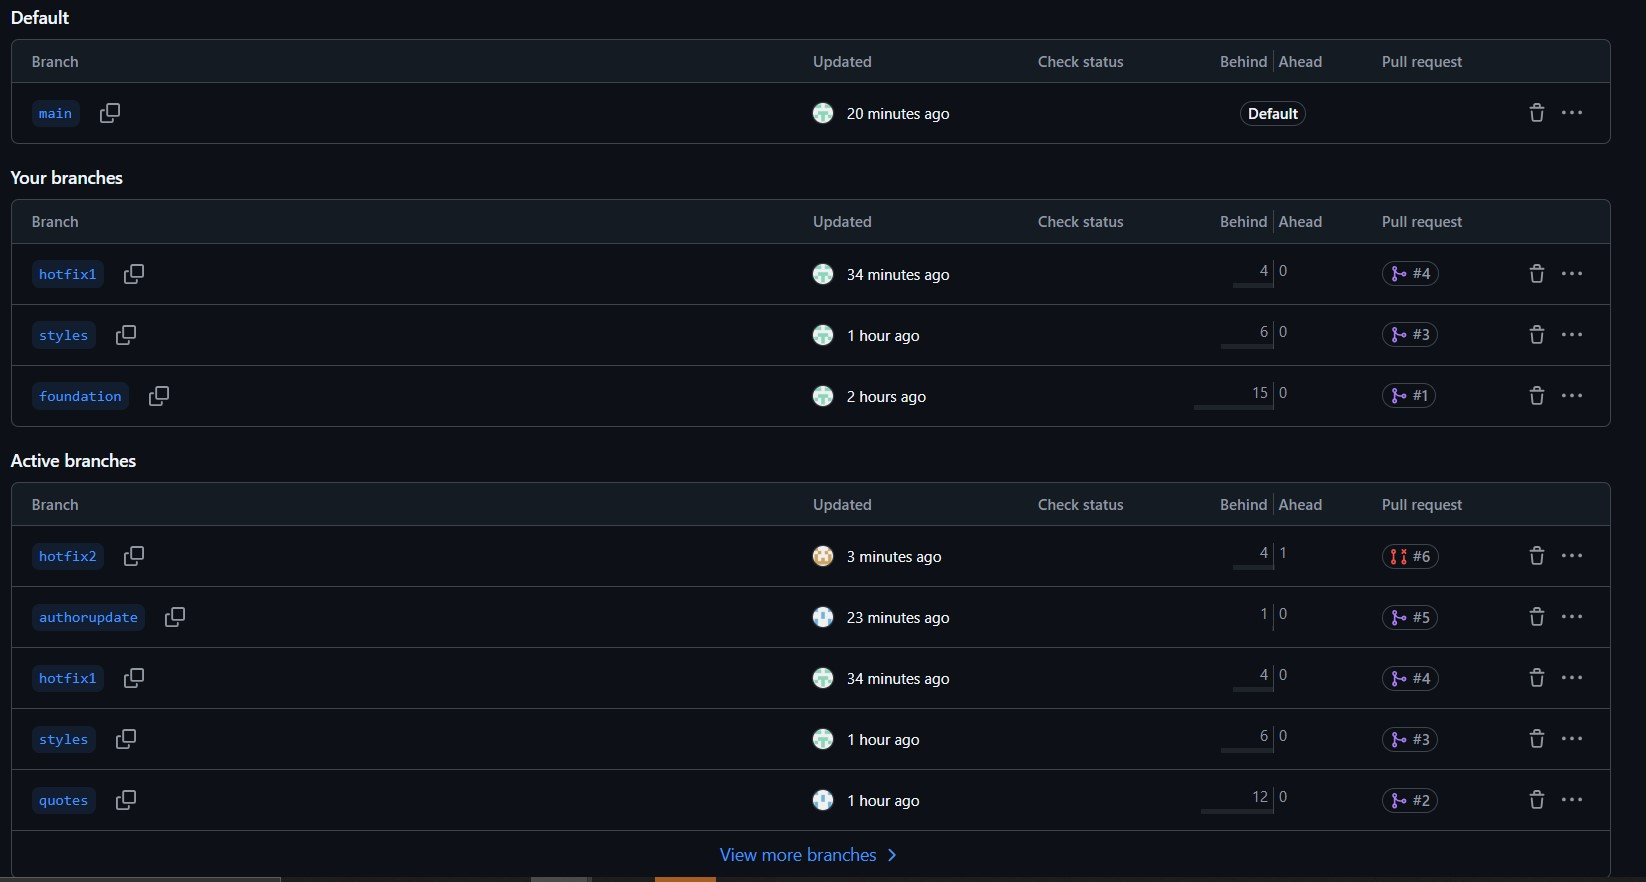 Default
Branch Updated Check status Behind Ahead Pull request
main 20 minutes ago Default
Your branches
Branch Updated Check status Behind Ahead Pull request
hotfix1 34 minutes ago 4 0 #4
styles 1 hour ago 6 0 #3
foundation 2 hours ago 15 0 #1
Active branches
Branch Updated Check status Behind Ahead Pull request
hotfix2 3 minutes ago 4 1 #6
authorupdate 23 minutes ago 1 0 #5
hotfix1 34 minutes ago 4 0 #4
styles 1 hour ago 6 0 #3
quotes 1 hour ago 12 0 #2
View more branches